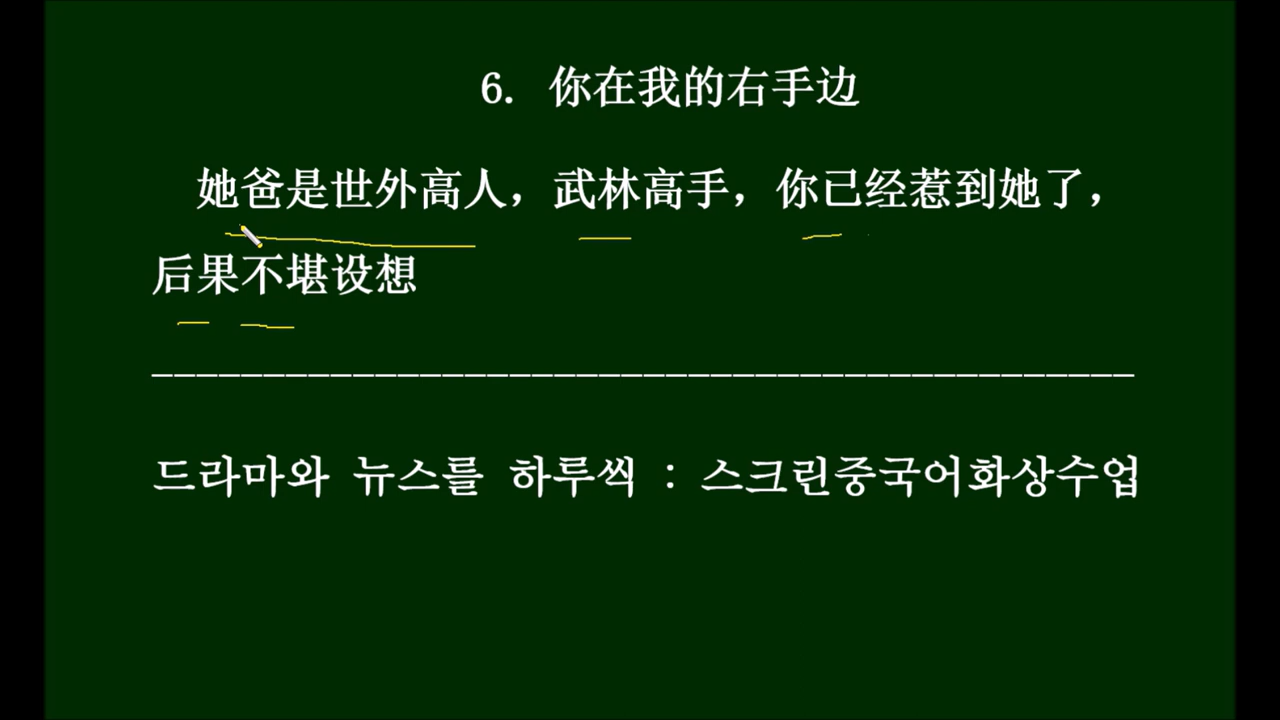 6. 你在我的右手边
她爸是世外高人，武林高手，你已经惹到她了，
后果不堪设想
드라마와 뉴스를 하루씩 : 스크린중국어화상수업